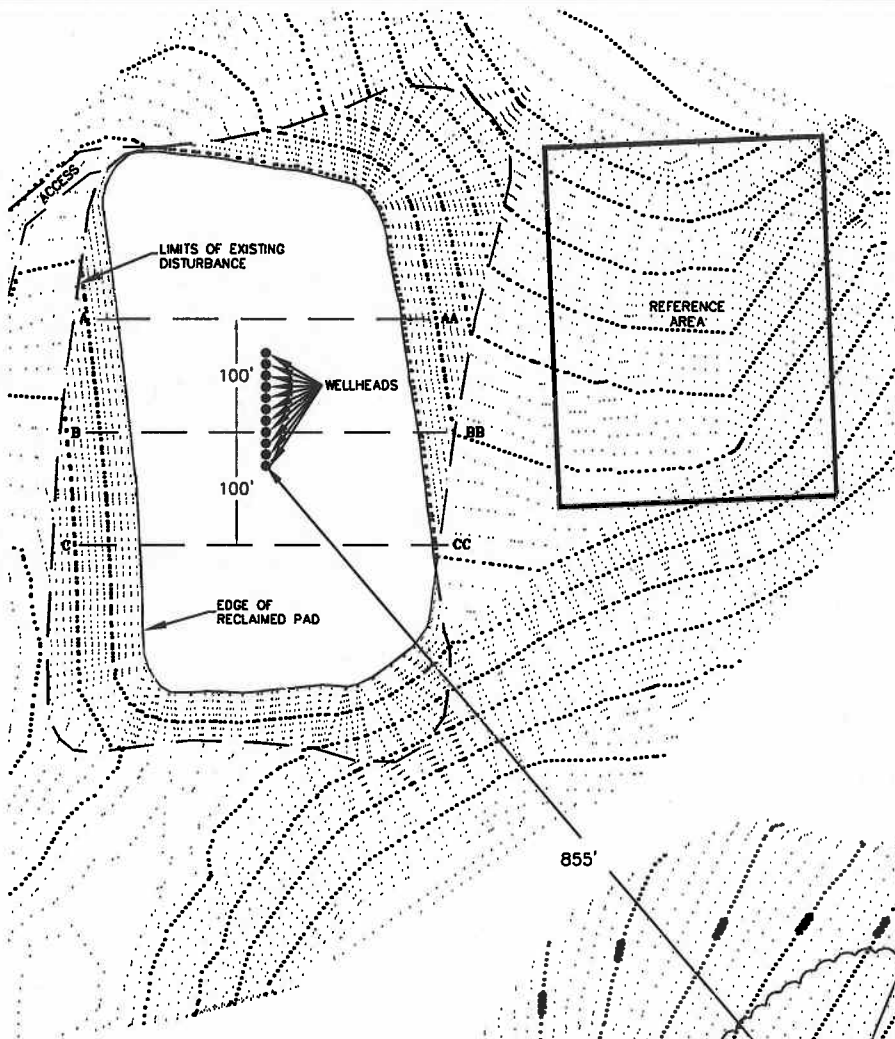 ACCESS
LIMITS OF EXISTING
DISTURBANCE
REFERENCE
AREA
A
AA
100'
WELLHEADS
B
BB
100'
C
CC
EDGE OF
RECLAIMED PAD
855'